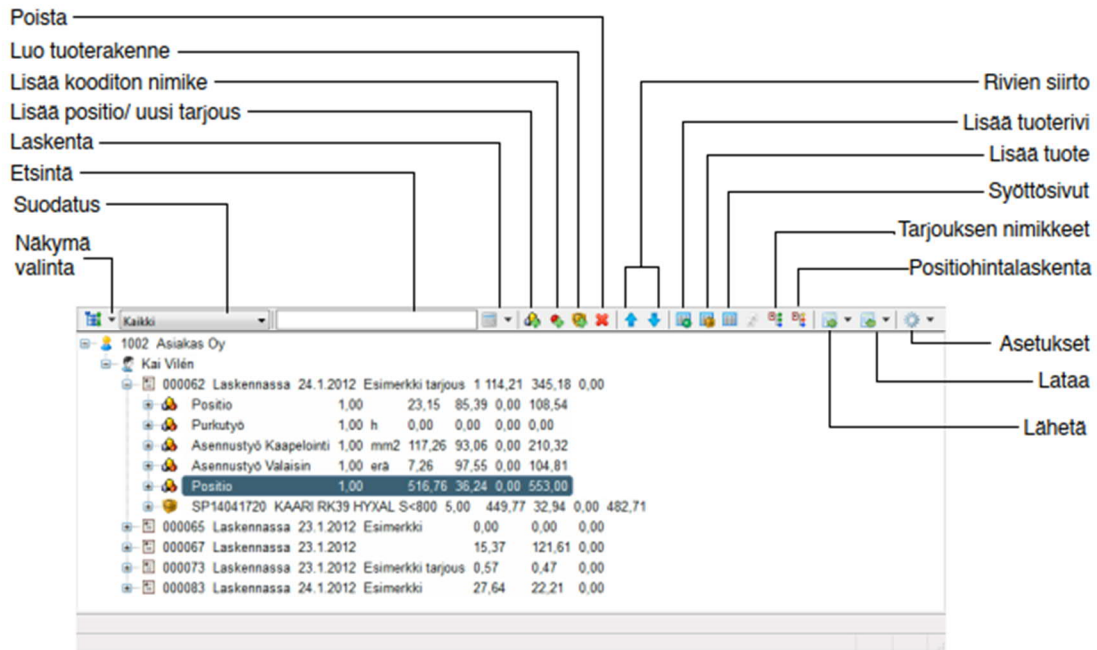 Poista
Luo tuoterakenne
Lisää kooditon nimike
Lisää positio/ uusi tarjous
Laskenta
Etsintä
Suodatus
Näkymä
valinta
Rivien siirto
Lisää tuoterivi
Lisää tuote
Syöttösivut
Tarjouksen nimikkeet
Positiohintalaskenta
Asetukset
Lataa
Lähetä
Kaikki
1002 Asiakas Oy
Kai Vilén
000062 Laskennassa 24.1.2012 Esimerkki tarjous 1 114,21 345,18 0,00
Positio 1,00 23,15 85,39 0,00 108,54
Purkutyö 1,00 h 0,00 0,00 0,00 0,00
Asennustyö Kaapelointi 1,00 mm2 117,26 93,06 0,00 210,32
Asennustyö Valaisin 1,00 erä 7,26 97,55 0,00 104,81
Positio 1,00 516,76 36,24 0,00 553,00
SP14041720 KAARI RK39 HYXAL S<800 5,00 449,77 32,94 0,00 482,71
000065 Laskennassa 23.1.2012 Esimerkki 0,00 0,00 0,00
000067 Laskennassa 23.1.2012 15,37 121,61 0,00
000073 Laskennassa 23.1.2012 Esimerkki tarjous 0,57 0,47 0,00
000083 Laskennassa 24.1.2012 Esimerkki 27,64 22,21 0,00